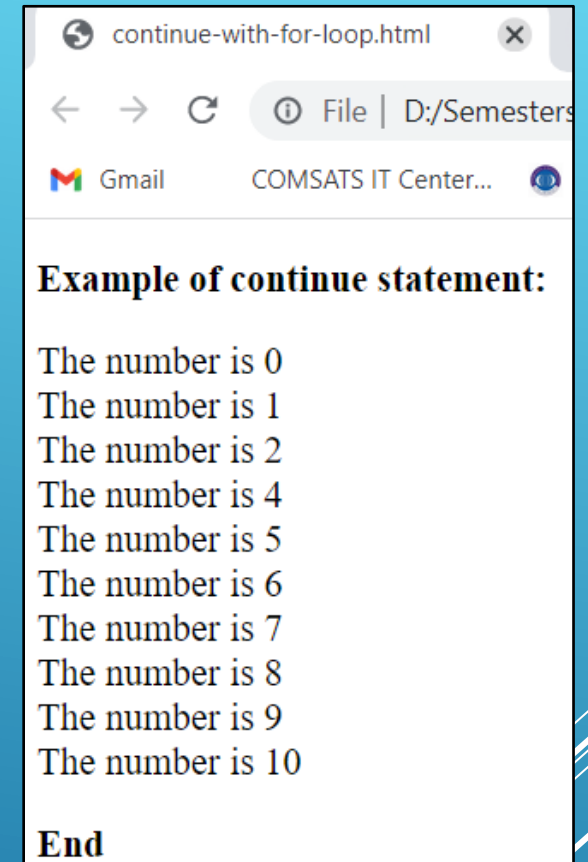 continue-with-for-loop.html
File | D:/Semesters
Gmail COMSATS IT Center...
Example of continue statement:
The number is 0
The number is 1
The number is 2
The number is 4
The number is 5
The number is 6
The number is 7
The number is 8
The number is 9
The number is 10
End